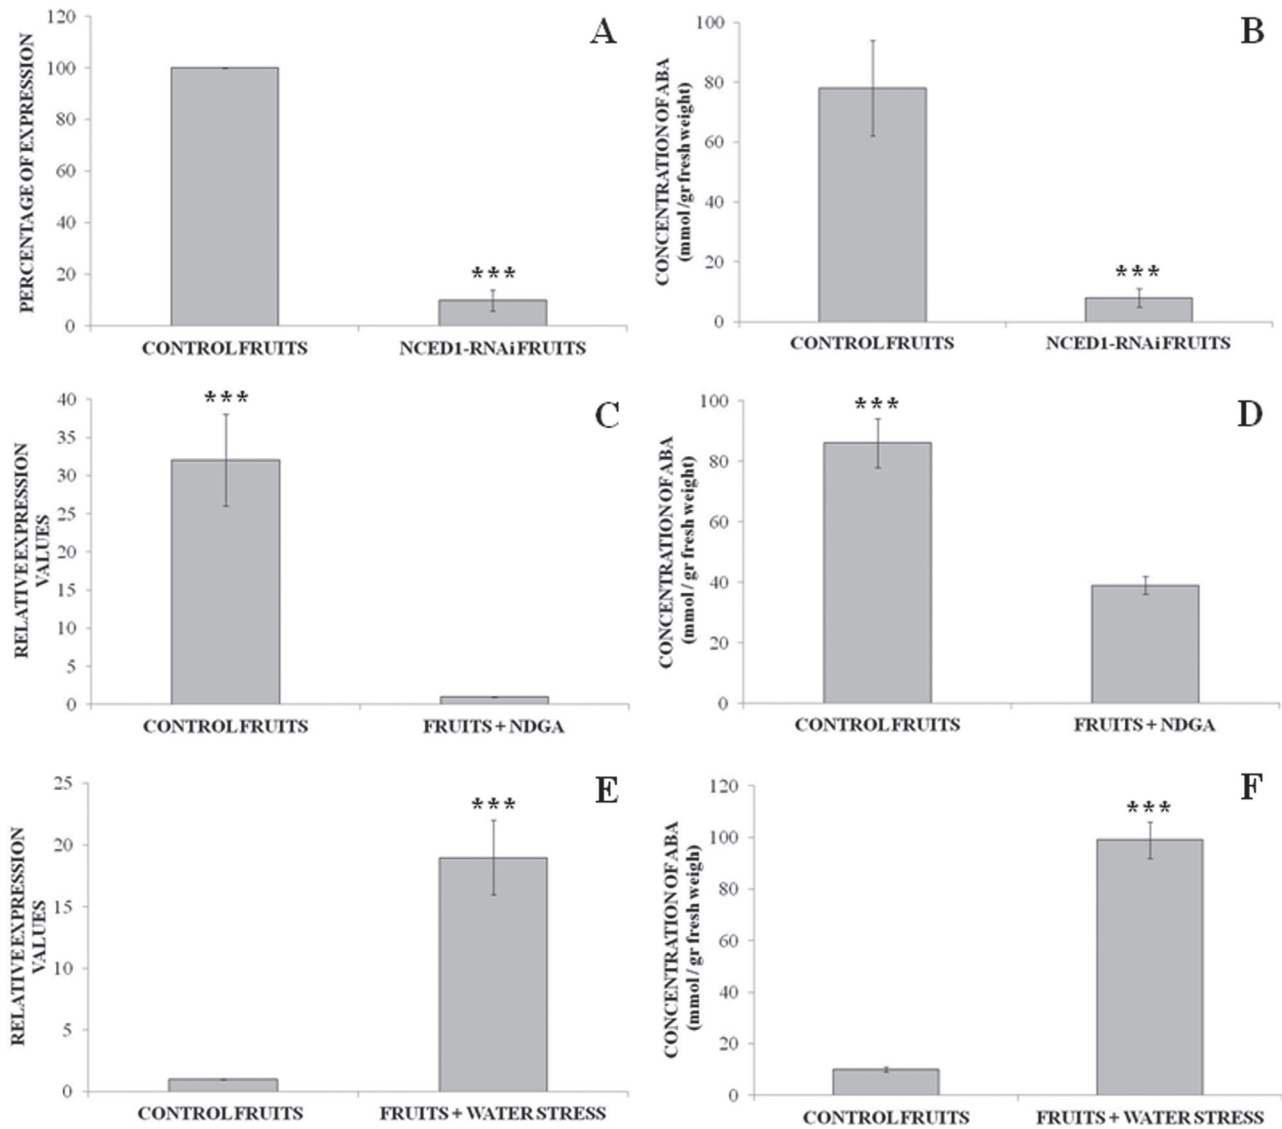 A
PERCENTAGE OF EXPRESSION
120
100
80
60
40
20
0
***
CONTROL FRUITS
NCED1-RNAi FRUITS
B
CONCENTRATION OF ABA
(mmol /gr fresh weight)
100
80
60
40
20
0
***
CONTROL FRUITS
NCED1-RNAi FRUITS
C
RELATIVE EXPRESSION
VALUES
40
35
30
25
20
15
10
5
0
***
CONTROL FRUITS
FRUITS + NDGA
D
CONCENTRATION OF ABA
(mmol / gr fresh weight)
100
80
60
40
20
0
***
CONTROL FRUITS
FRUITS + NDGA
E
RELATIVE EXPRESSION
VALUES
25
20
15
10
5
0
***
CONTROL FRUITS
FRUITS + WATER STRESS
F
CONCENTRATION OF ABA
(mmol / gr fresh weigh)
120
100
80
60
40
20
0
***
CONTROL FRUITS
FRUITS + WATER STRESS